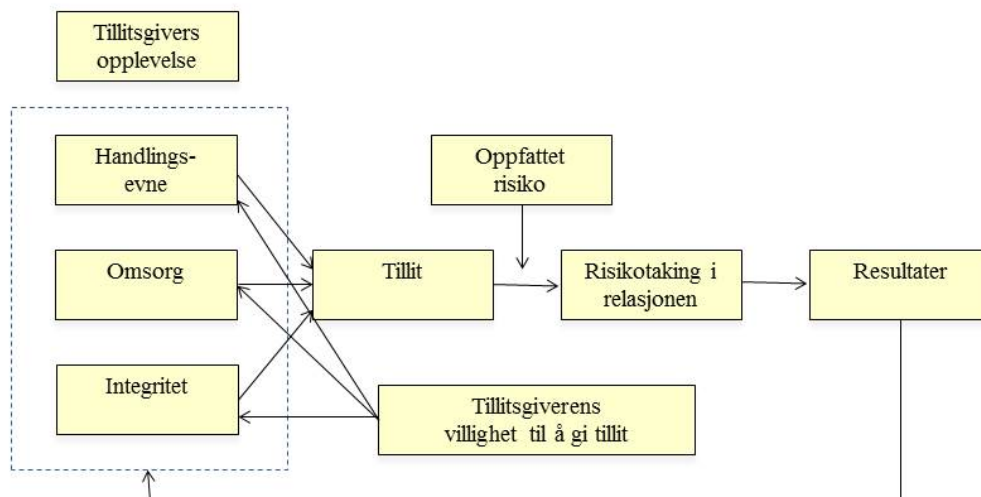 Tillitsgivers
opplevelse
Handlings-
evne
Oppfattet
risiko
Omsorg
Tillit
Risikotaking i
relasjonen
Resultater
Integritet
Tillitsgiverens
villighet til å gi tillit